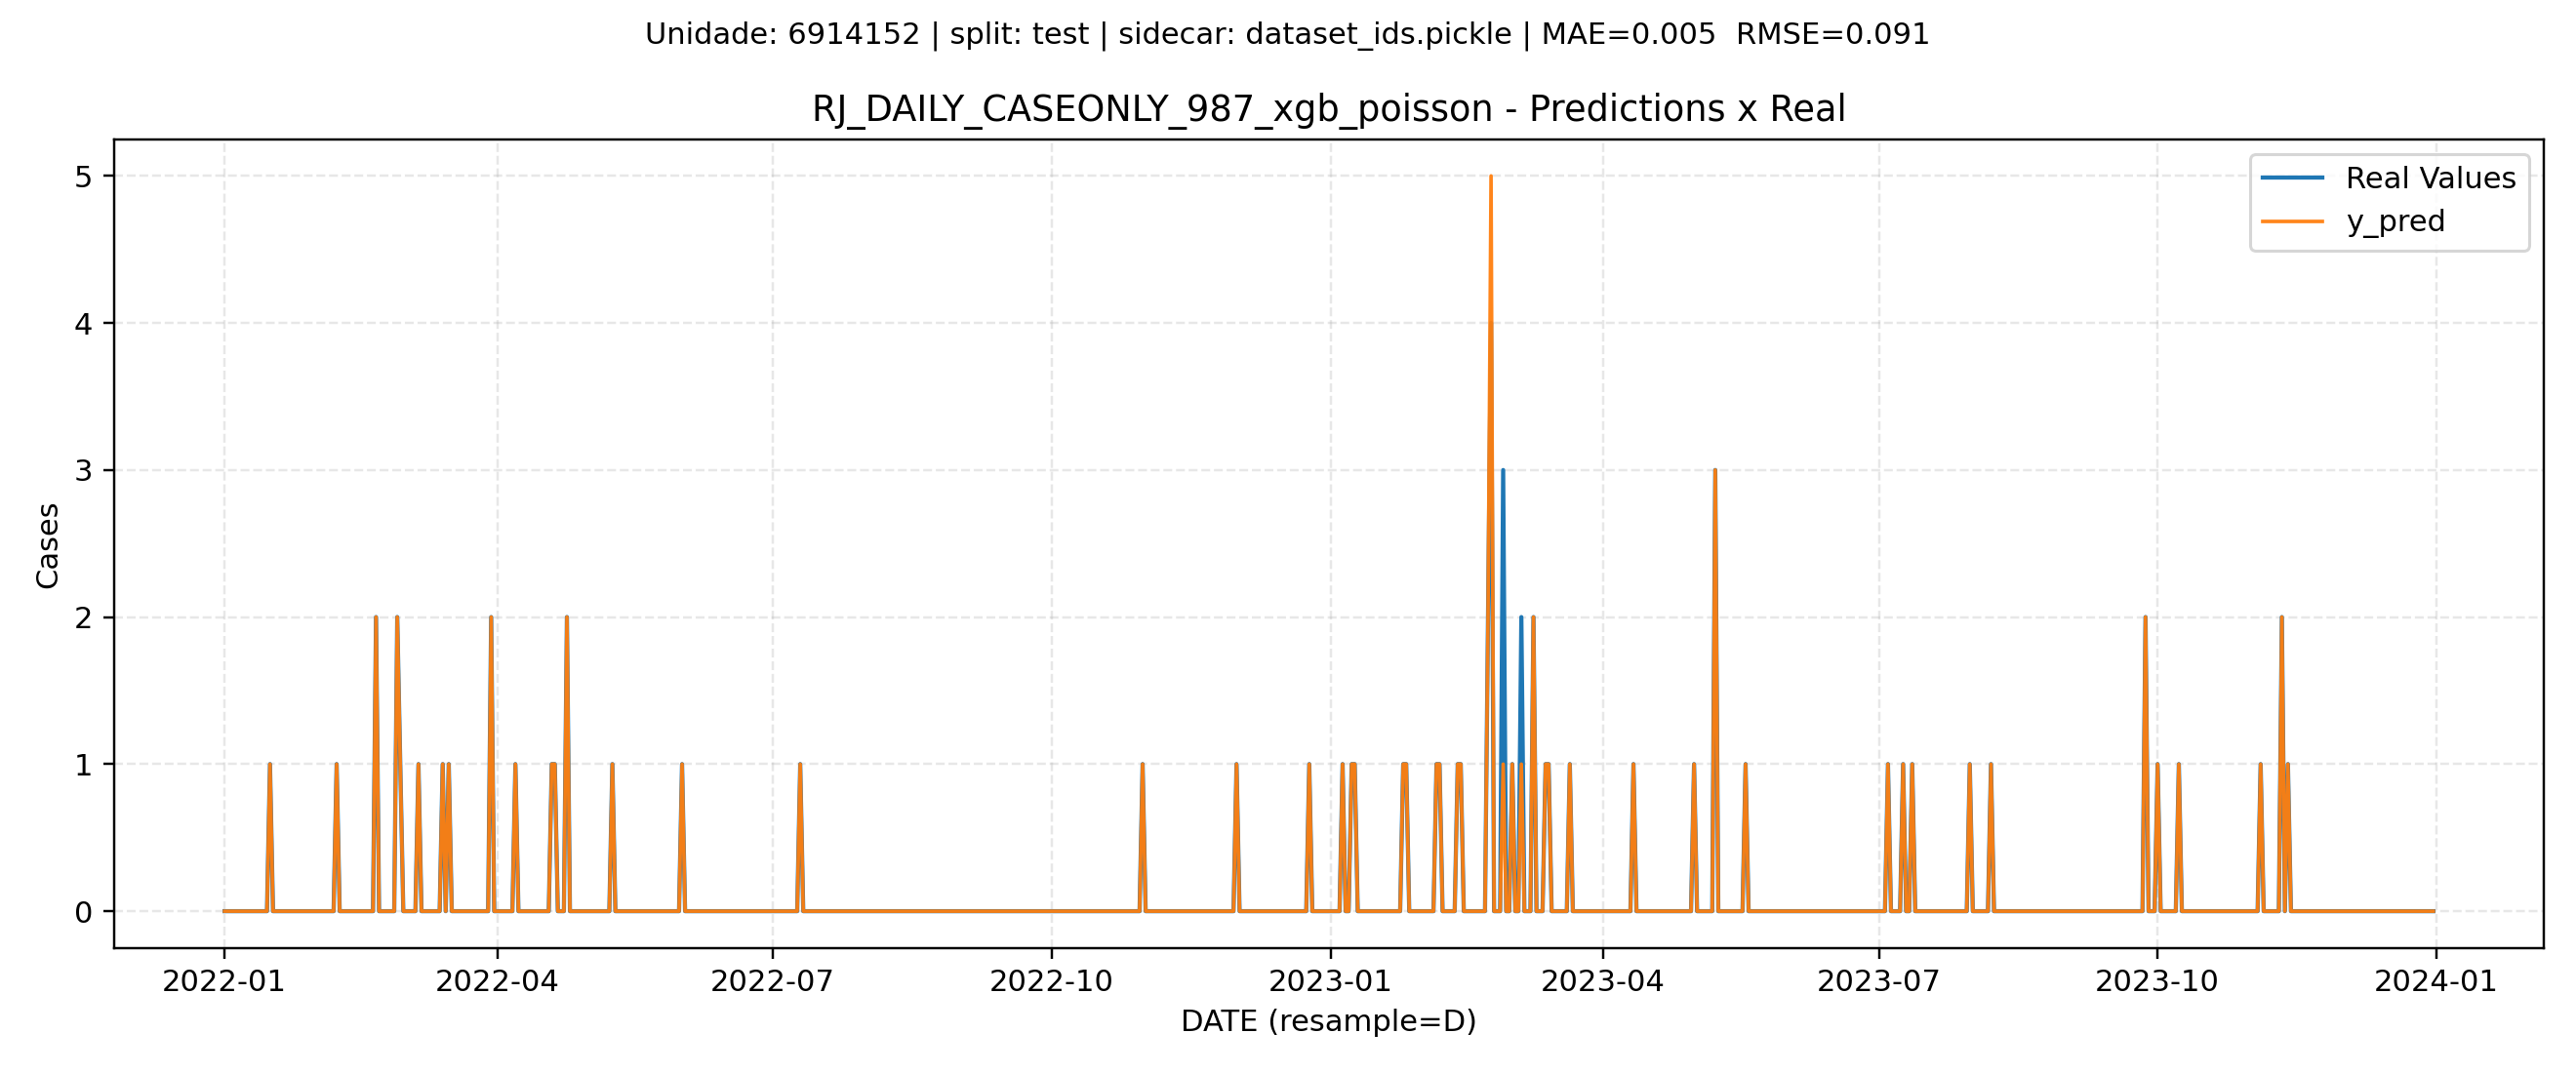 Unidade: 6914152 | split: test | sidecar: dataset_ids.pickle | MAE=0.005  RMSE=0.091
RJ_DAILY_CASEONLY_987_xgb_poisson - Predictions x Real
Real Values
y_pred
5
4
3
2
1
0
Cases
2022-01 2022-04 2022-07 2022-10 2023-01 2023-04 2023-07 2023-10 2024-01
DATE (resample=D)